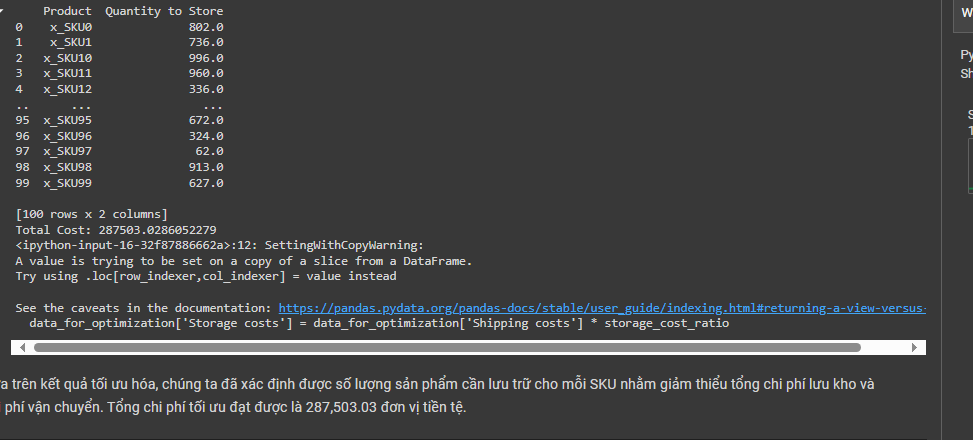 Product Quantity to Store
0 x_SKU0 802.0
1 x_SKU1 736.0
2 x_SKU10 996.0
3 x_SKU11 960.0
4 x_SKU12 336.0
.. ... ...
95 x_SKU95 672.0
96 x_SKU96 324.0
97 x_SKU97 62.0
98 x_SKU98 913.0
99 x_SKU99 627.0
[100 rows x 2 columns]
Total Cost: 287503.0286052279
<ipython-input-16-32f87886662a>:12: SettingWithCopyWarning:
A value is trying to be set on a copy of a slice from a DataFrame.
Try using .loc[row_indexer,col_indexer] = value instead
See the caveats in the documentation: https://pandas.pydata.org/pandas-docs/stable/user_guide/indexing.html#returning-a-view-versus-
data_for_optimization['Storage costs'] = data_for_optimization['Shipping costs'] * storage_cost_ratio
trên kết quả tối ưu hóa, chúng ta đã xác định được số lượng sản phẩm cần lưu trữ cho mỗi SKU nhằm giảm thiểu tổng chi phí lưu kho và
phí vận chuyển. Tổng chi phí tối ưu đạt được là 287,503.03 đơn vị tiền tệ.